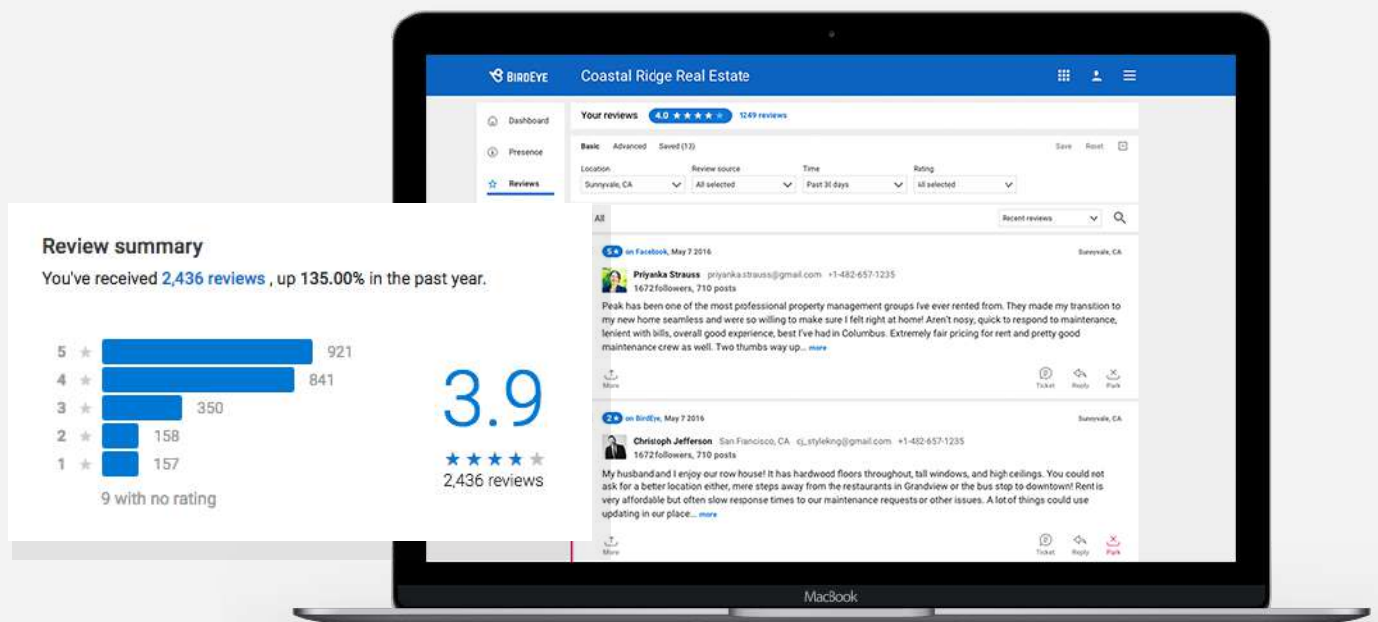 BIRDEYE
Coastal Ridge Real Estate
Dashboard
Presence
Reviews
Your reviews 4.0 ★★★★★ 1249 reviews
Basic Advanced Saved (13) Save Reset
Location Review source Time Rating
Sunnyvale, CA All selected Past 30 days All selected
All Recent reviews
5★ on Facebook, May 7 2016 Sunnyvale, CA
Priyanka Strauss priyanka.strauss@gmail.com +1-482-657-1235
1672followers, 710 posts
Peak has been one of the most professional property management groups I've ever rented from. They made my transition to
my new home seamless and were so willing to make sure I felt right at home! Aren't nosy, quick to respond to maintenance,
lenient with bills, overall good experience, best I've had in Columbus. Extremely fair pricing for rent and pretty good
maintenance crew as well. Two thumbs way up... more
More Ticket Reply Park
2★ on BirdEye, May 7 2016 Sunnyvale, CA
Christoph Jefferson San Francisco, CA cj_stylekng@gmail.com +1-482-657-1235
1672followers, 710 posts
My husband and I enjoy our row house! It has hardwood floors throughout, tall windows, and high ceilings. You could not
ask for a better location either, mere steps away from the restaurants in Grandview or the bus stop to downtown! Rent is
very affordable but often slow response times to our maintenance requests or other issues. A lot of things could use
updating in our place... more
More Ticket Reply Park
MacBook
Review summary
You've received 2,436 reviews , up 135.00% in the past year.
5 ★ 921
4 ★ 841
3 ★ 350
2 ★ 158
1 ★ 157
9 with no rating
3.9
★★★★★
2,436 reviews